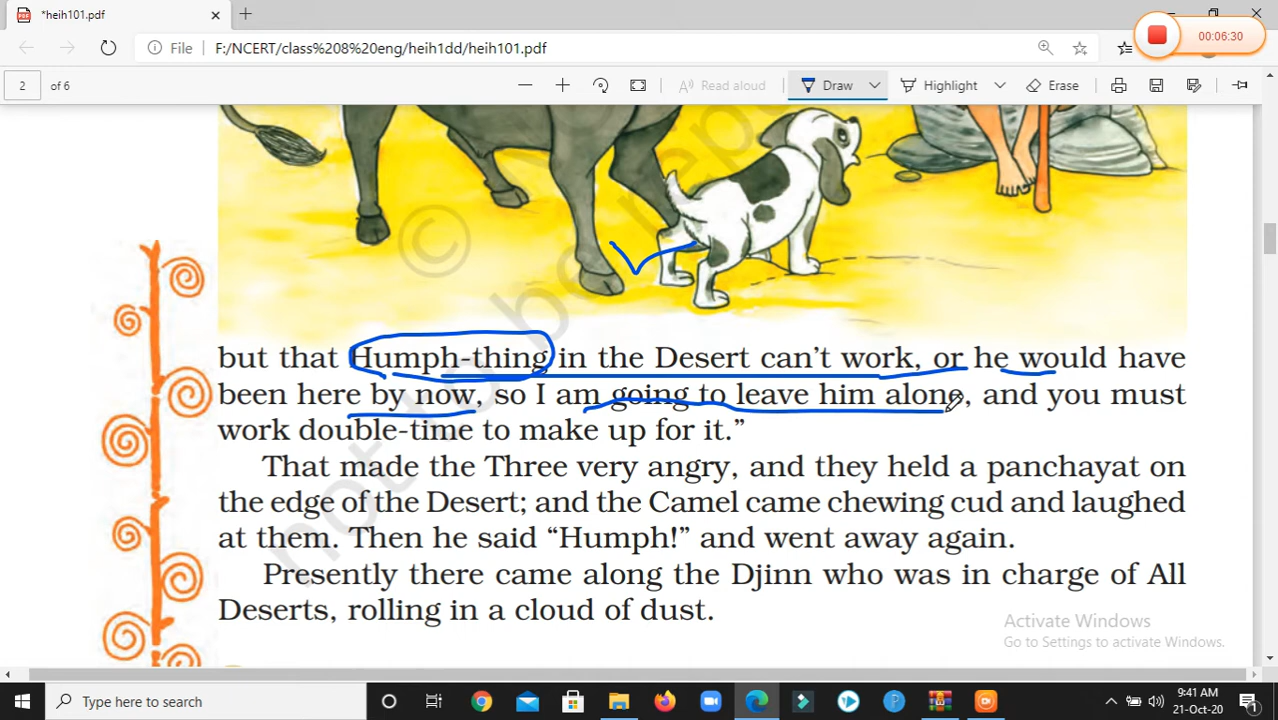 *heih101.pdf
00:06:30
File
F:/NCERT/class%208%20eng/heih1dd/heih101.pdf
2 of 6
Read aloud
Draw
Highlight
Erase
© not to be rep
but that Humph-thing in the Desert can't work, or he would have
been here by now, so I am going to leave him alone, and you must
work double-time to make up for it.”
That made the Three very angry, and they held a panchayat on
the edge of the Desert; and the Camel came chewing cud and laughed
at them. Then he said “Humph!” and went away again.
Presently there came along the Djinn who was in charge of All
Deserts, rolling in a cloud of dust.
Activate Windows
Go to Settings to activate Windows.
Type here to search
9:41 AM
21-Oct-20
1